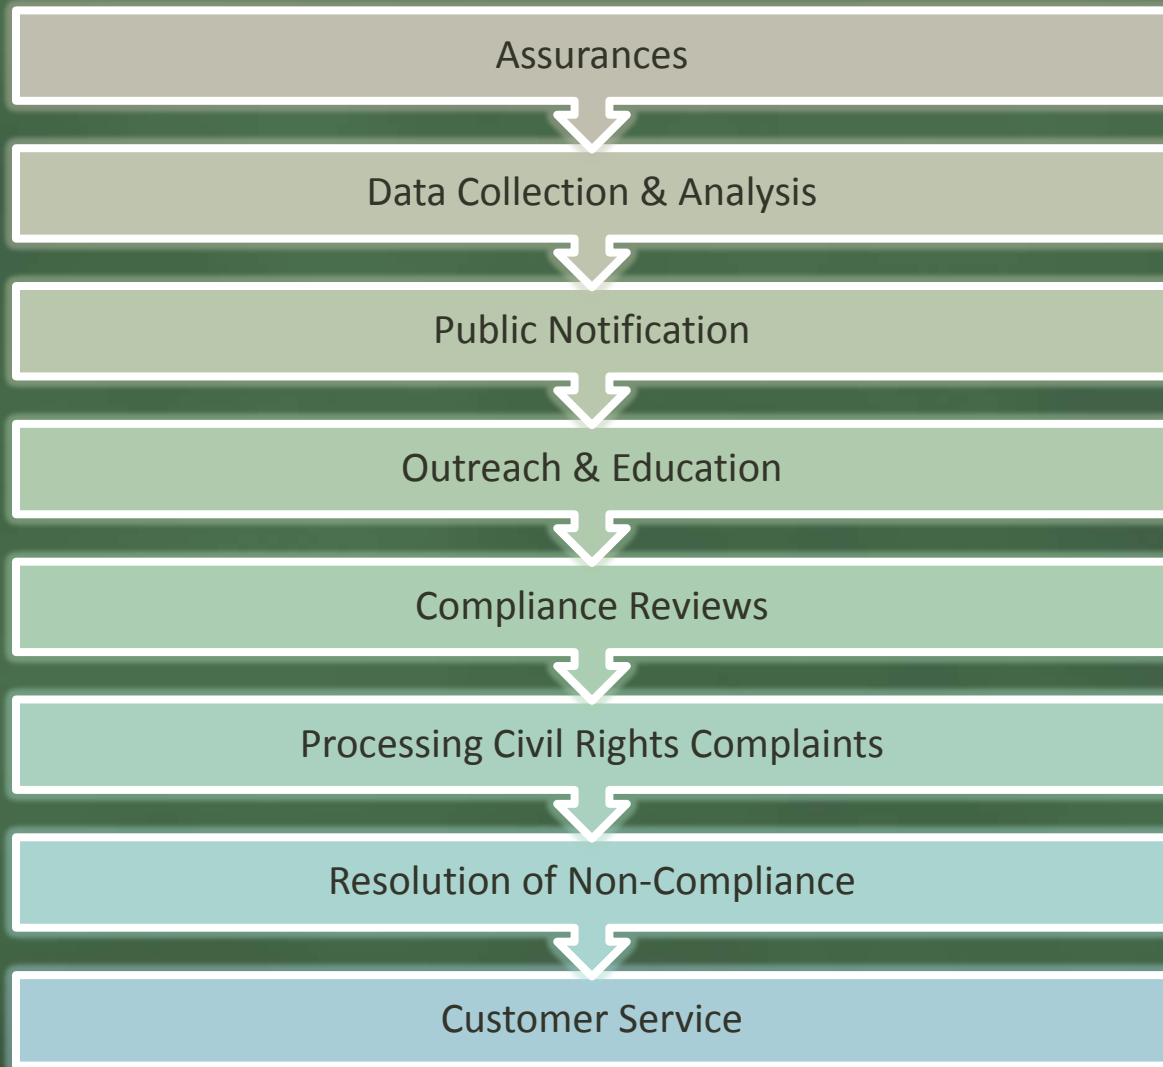 Assurances
Data Collection & Analysis
Public Notification
Outreach & Education
Compliance Reviews
Processing Civil Rights Complaints
Resolution of Non-Compliance
Customer Service